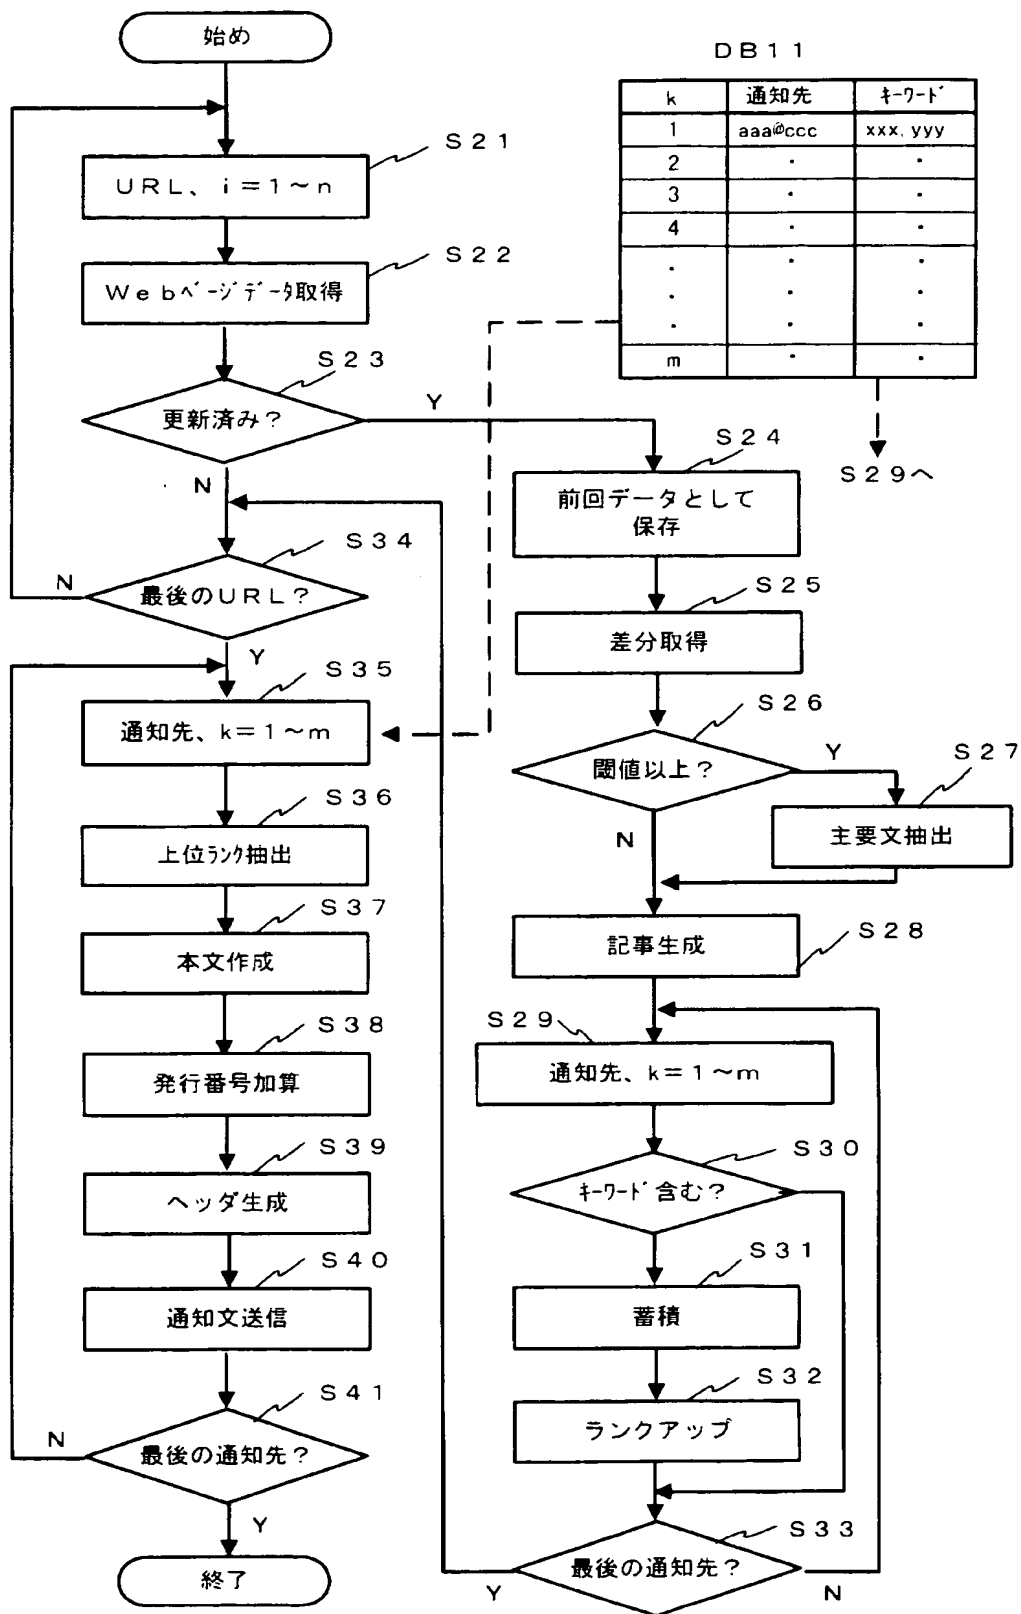 始め
S21
URL、i=1~n
S22
Webページデータ取得
S23
更新済み?
Y
N
S34
最後のURL?
N
Y
S35
通知先、k=1~m
S36
上位ランク抽出
S37
本文作成
S38
発行番号加算
S39
ヘッダ生成
S40
通知文送信
S41
最後の通知先?
N
Y
終了
DB11
k 通知先 キーワード
1 aaa@ccc xxx, yyy
2 ・ ・
3 ・ ・
4 ・ ・
・ ・ ・
・ ・ ・
・ ・ ・
m ・ ・
S29へ
S24
前回データとして
保存
S25
差分取得
S26
閾値以上?
Y
N
S27
主要文抽出
S28
記事生成
S29
通知先、k=1~m
S30
キーワード含む?
S31
蓄積
S32
ランクアップ
S33
最後の通知先?
Y
N